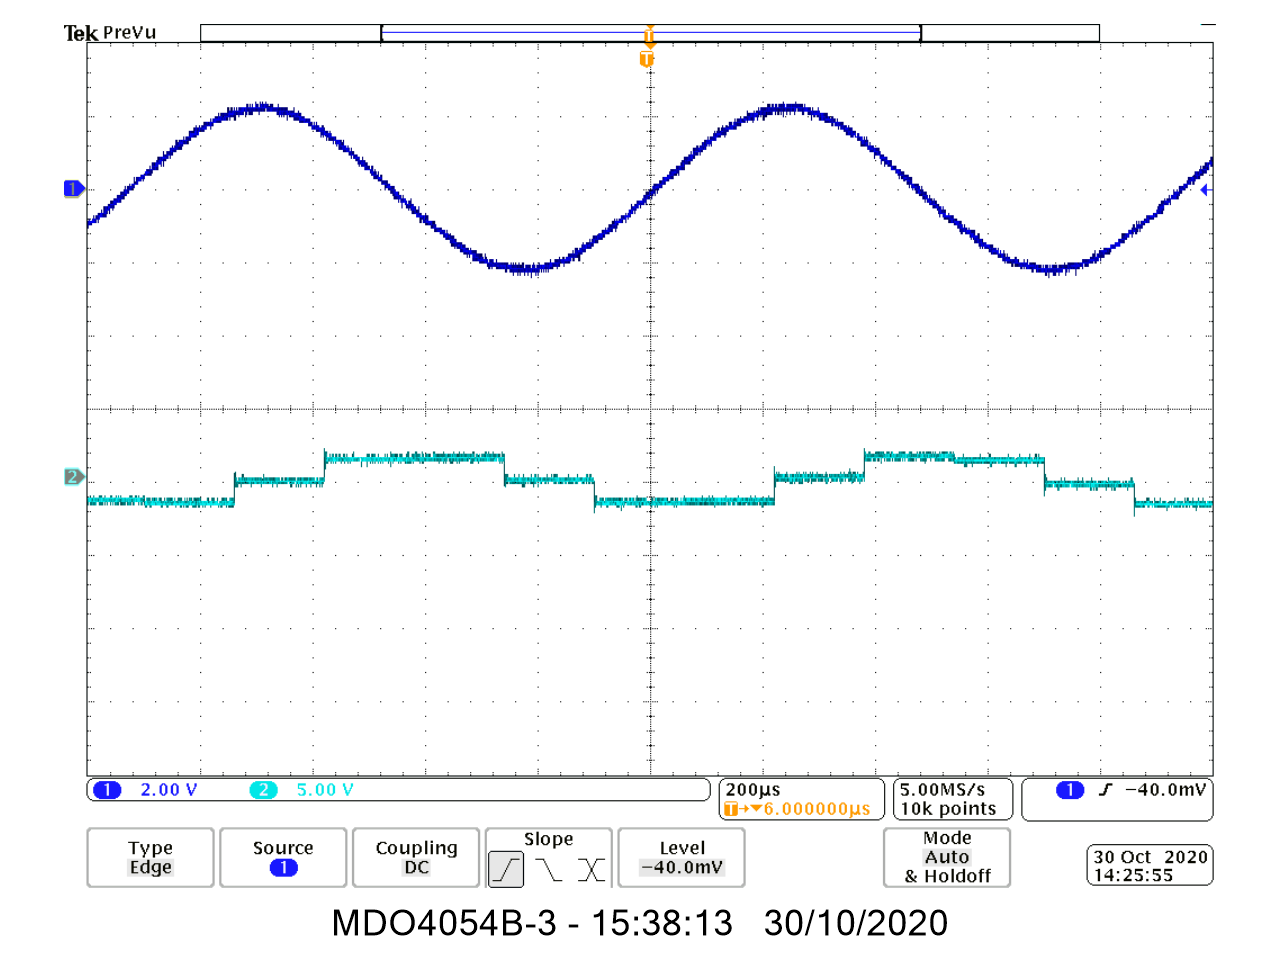 Tek PreVu
T
T
1
2
1 2.00 V 2 5.00 V
200µs
T→▼6.000000µs
5.00MS/s
10k points
1 −40.0mV
Type
Edge
Source
1
Coupling
DC
Slope
Level
−40.0mV
Mode
Auto
& Holdoff
30 Oct 2020
14:25:55
MDO4054B-3 - 15:38:13 30/10/2020